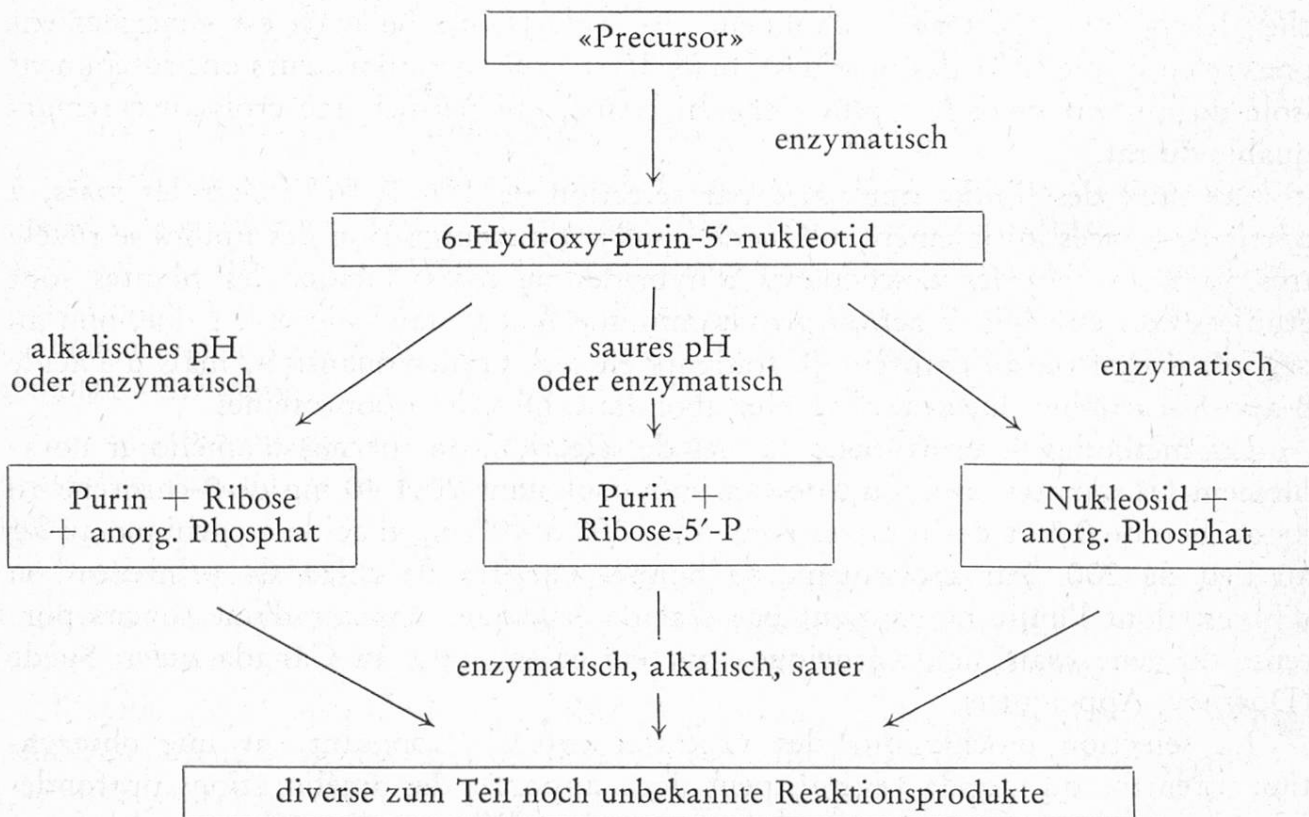 «Precursor»
enzymatisch
6-Hydroxy-purin-5′-nukleotid
alkalisches pH
oder enzymatisch
saures pH
oder enzymatisch
enzymatisch
Purin + Ribose
+ anorg. Phosphat
Purin +
Ribose-5′-P
Nukleosid +
anorg. Phosphat
enzymatisch, alkalisch, sauer
diverse zum Teil noch unbekannte Reaktionsprodukte